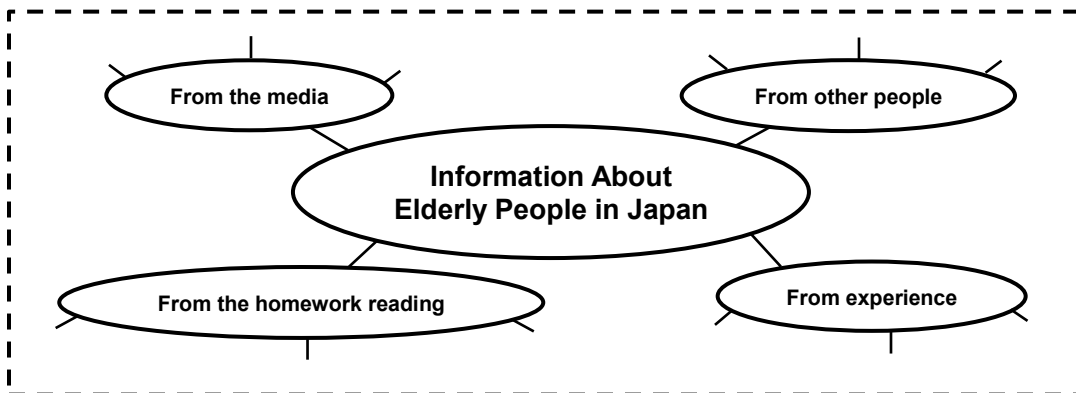 From the media
From other people
Information About
Elderly People in Japan
From the homework reading
From experience